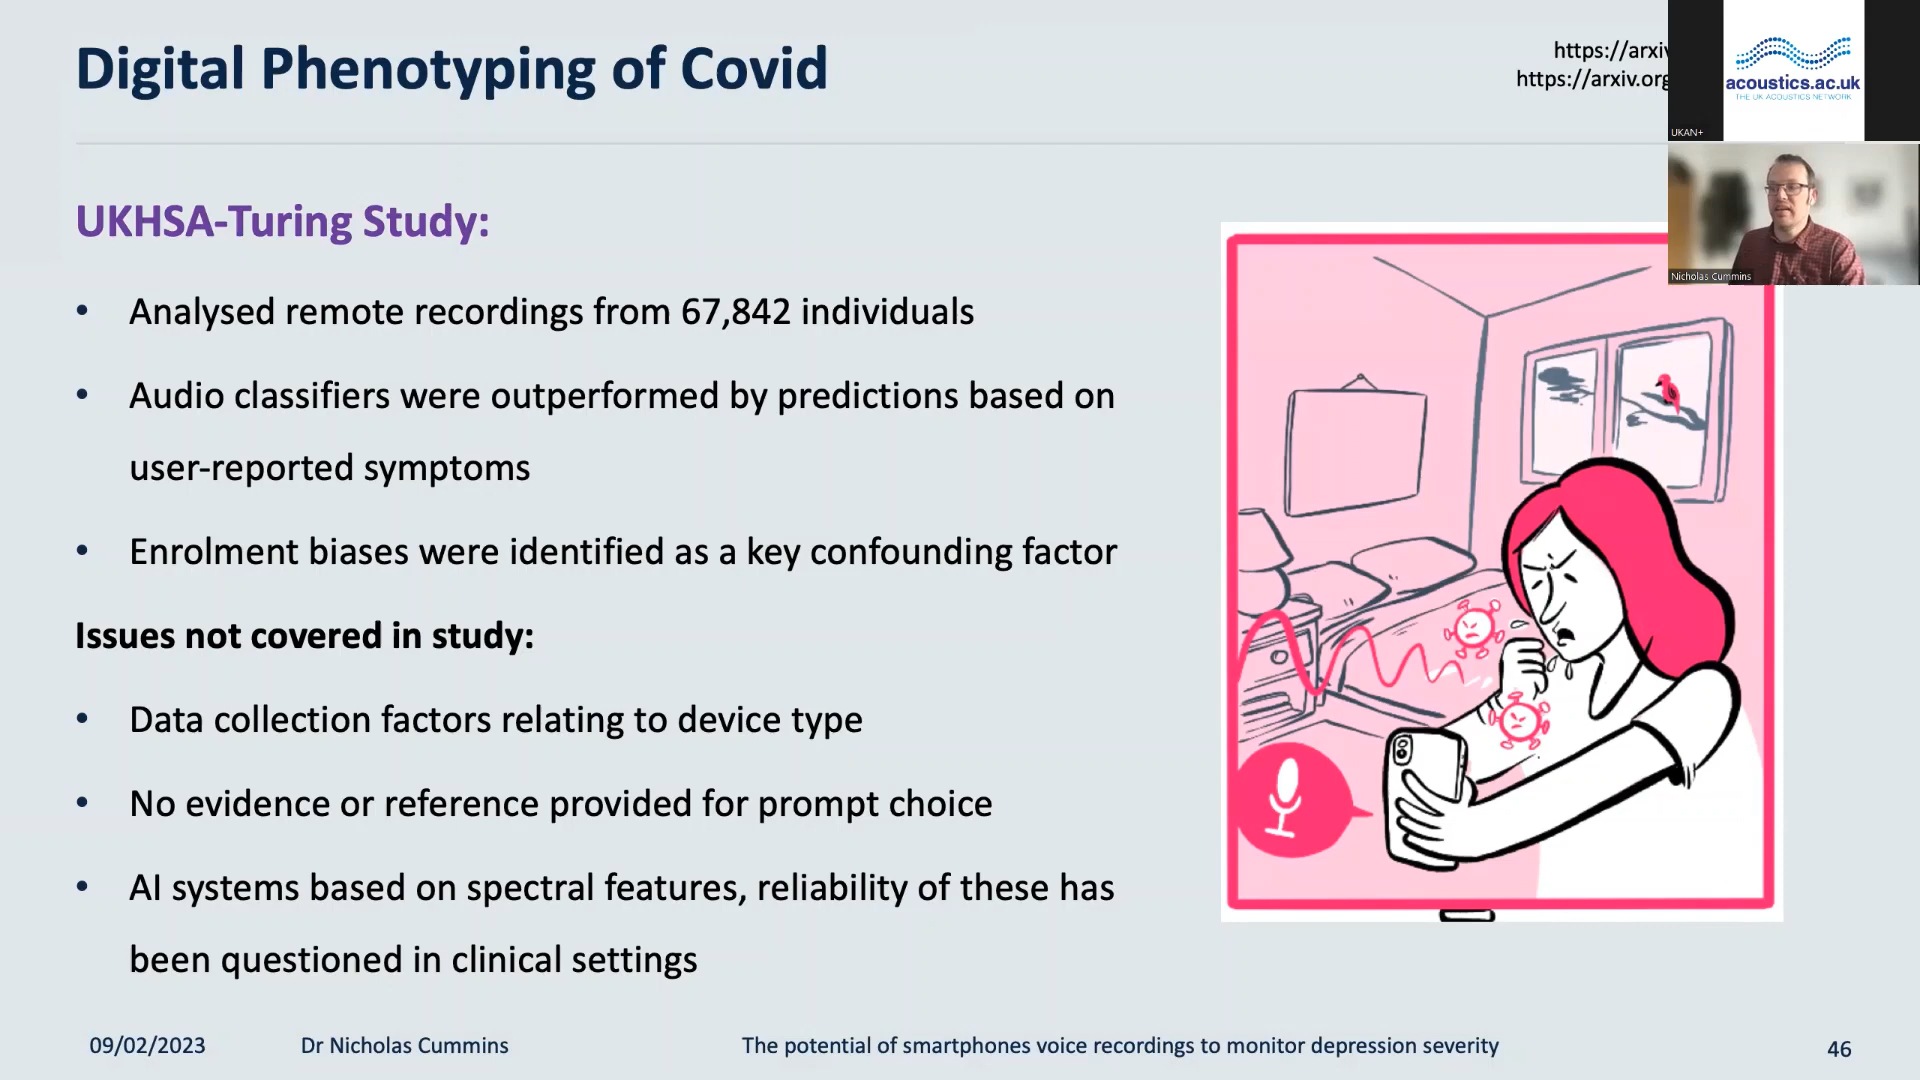 Digital Phenotyping of Covid
https://arxiv
https://arxiv.org
acoustics.ac.uk
THE UK ACOUSTICS NETWORK
UKAN+
Nicholas Cummins
UKHSA-Turing Study:
• Analysed remote recordings from 67,842 individuals
• Audio classifiers were outperformed by predictions based on
user-reported symptoms
• Enrolment biases were identified as a key confounding factor
Issues not covered in study:
• Data collection factors relating to device type
• No evidence or reference provided for prompt choice
• AI systems based on spectral features, reliability of these has
been questioned in clinical settings
09/02/2023
Dr Nicholas Cummins
The potential of smartphones voice recordings to monitor depression severity
46